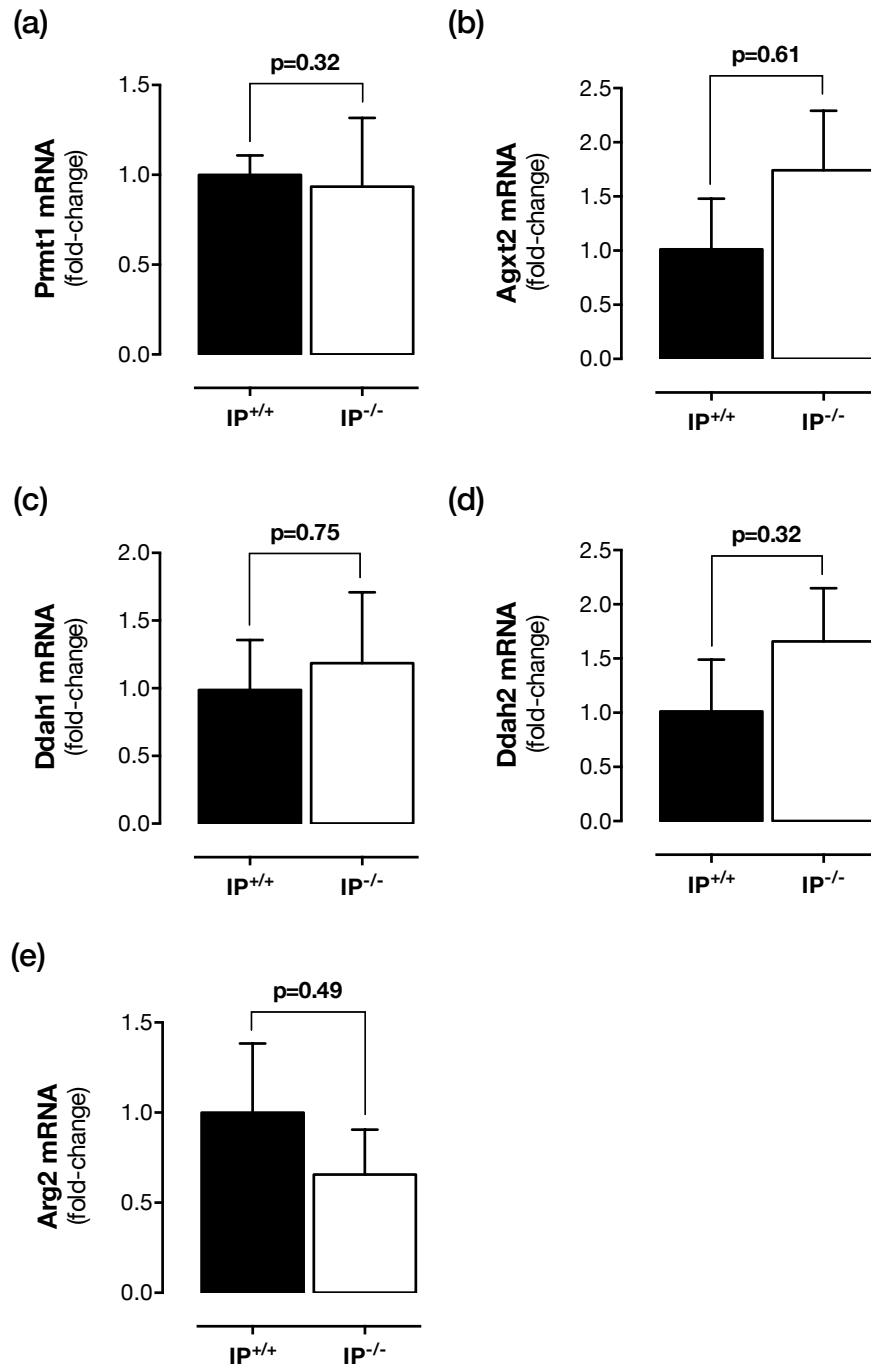 (a)
p=0.32
Prmt1 mRNA
(fold-change)
1.5
1.0
0.5
0.0
IP+/+
IP-/-
(b)
p=0.61
Agxt2 mRNA
(fold-change)
2.5
2.0
1.5
1.0
0.5
0.0
IP+/+
IP-/-
(c)
p=0.75
Ddah1 mRNA
(fold-change)
2.0
1.5
1.0
0.5
0.0
IP+/+
IP-/-
(d)
p=0.32
Ddah2 mRNA
(fold-change)
2.5
2.0
1.5
1.0
0.5
0.0
IP+/+
IP-/-
(e)
p=0.49
Arg2 mRNA
(fold-change)
1.5
1.0
0.5
0.0
IP+/+
IP-/-